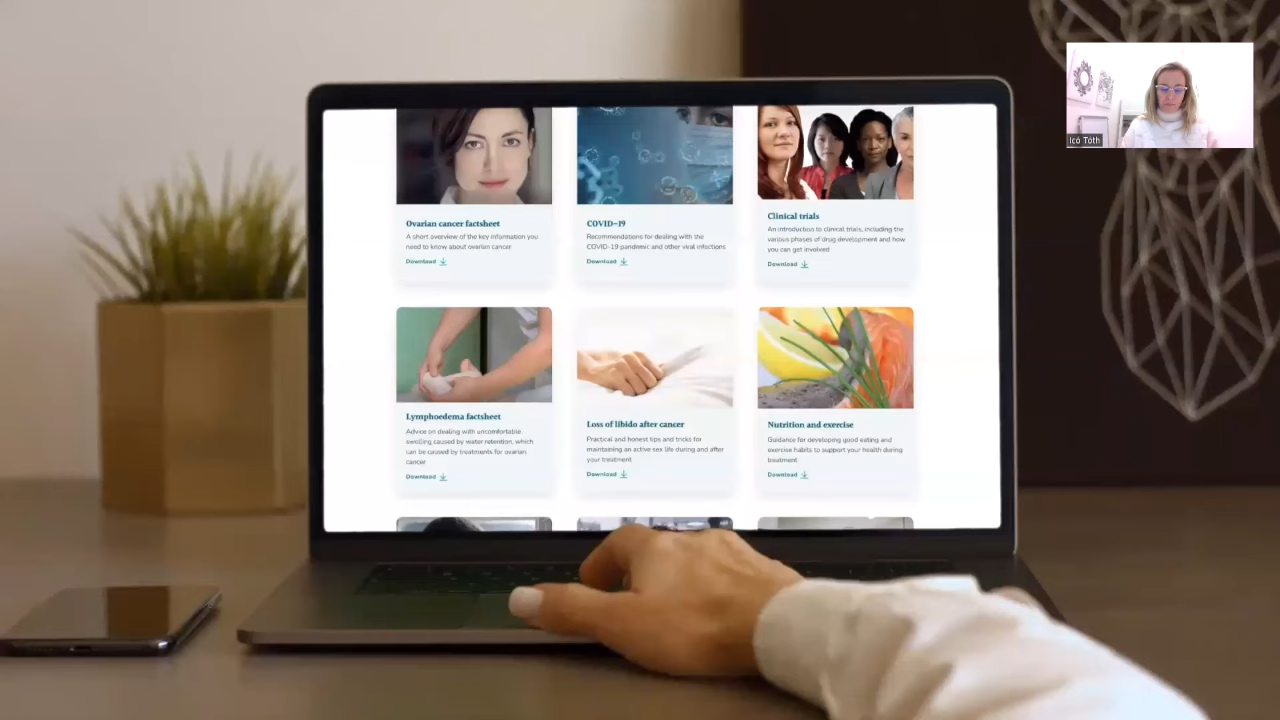 Icó Tóth
Ovarian cancer factsheet
A short overview of the key information you
need to know about ovarian cancer
Download
COVID-19
Recommendations for dealing with the
COVID-19 pandemic and other viral infections
Download
Clinical trials
An introduction to clinical trials, including the
various phases of drug development and how
you can get involved
Download
Lymphoedema factsheet
Advice on dealing with uncomfortable
swelling caused by water retention, which
can be caused by treatments for ovarian
cancer
Download
Loss of libido after cancer
Practical and honest tips and tricks for
maintaining an active sex life during and after
your treatment
Download
Nutrition and exercise
Guidance for developing good eating and
exercise habits to support your health during
treatment
Download